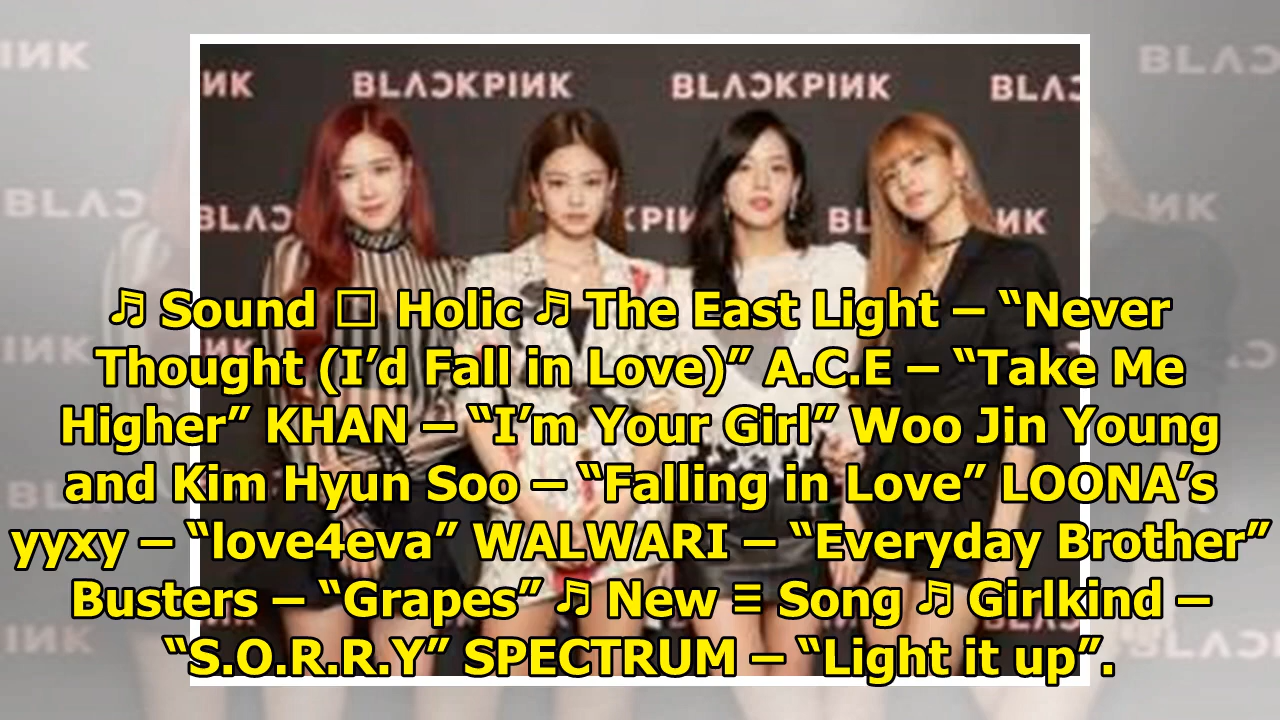 BLACKPINK BLACKPINK
♬ Sound □ Holic ♬ The East Light – “Never
Thought (I’d Fall in Love)” A.C.E – “Take Me
Higher” KHAN – “I’m Your Girl” Woo Jin Young
and Kim Hyun Soo – “Falling in Love” LOONA’s
yyxy – “love4eva” WALWARI – “Everyday Brother”
Busters – “Grapes” ♬ New ≡ Song ♬ Girlkind –
“S.O.R.R.Y” SPECTRUM – “Light it up”.